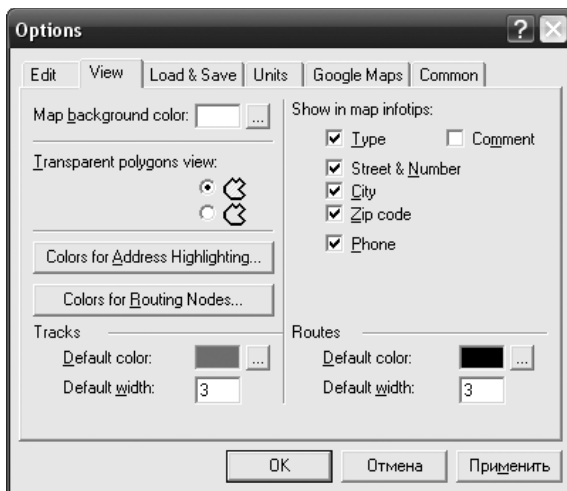 Options
Edit View Load & Save Units Google Maps Common
Map background color: ...
Transparent polygons view:
Colors for Address Highlighting...
Colors for Routing Nodes...
Show in map infotips:
Type Comment
Street & Number
City
Zip code
Phone
Tracks
Default color: ...
Default width: 3
Routes
Default color: ...
Default width: 3
OK Отмена Применить